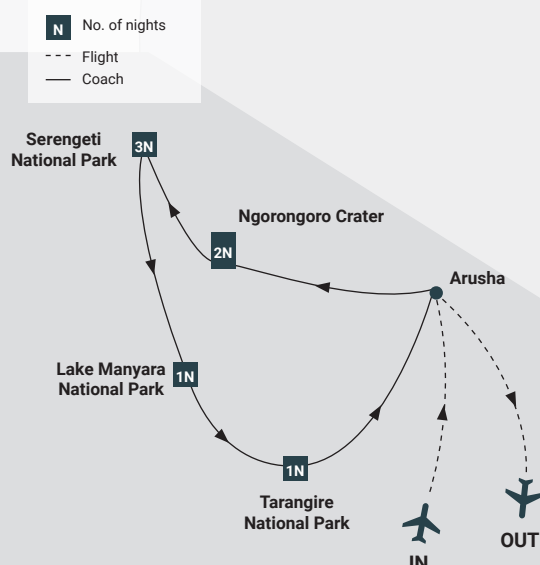 N No. of nights
Flight
Coach
Serengeti
National Park
3N
Ngorongoro Crater
2N
Arusha
Lake Manyara
National Park
1N
1N
Tarangire
National Park
OUT
IN